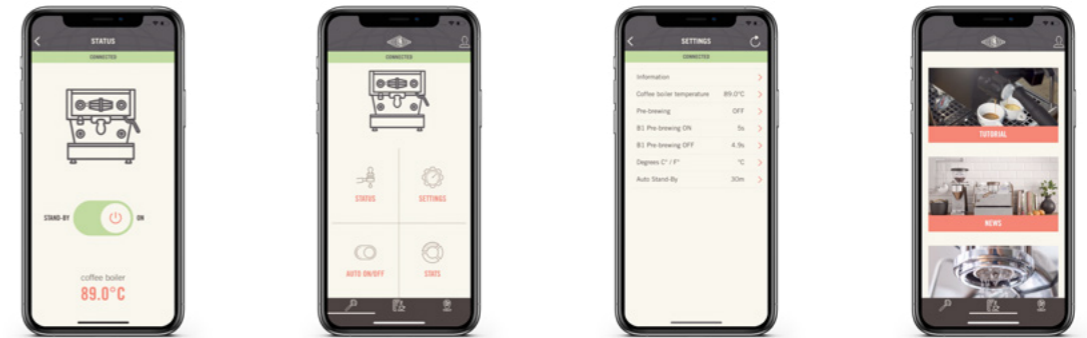 STATUS
CONNECTED
STAND-BY ON
coffee boiler
89.0°C
CONNECTED
STATUS SETTINGS
AUTO ON/OFF STATS
SETTINGS
CONNECTED
Information
Coffee boiler temperature 89.0°C
Pre-brewing OFF
B1 Pre-brewing ON 5s
B1 Pre-brewing OFF 4.9s
Degrees C° / F° °C
Auto Stand-By 30m
TUTORIAL
NEWS